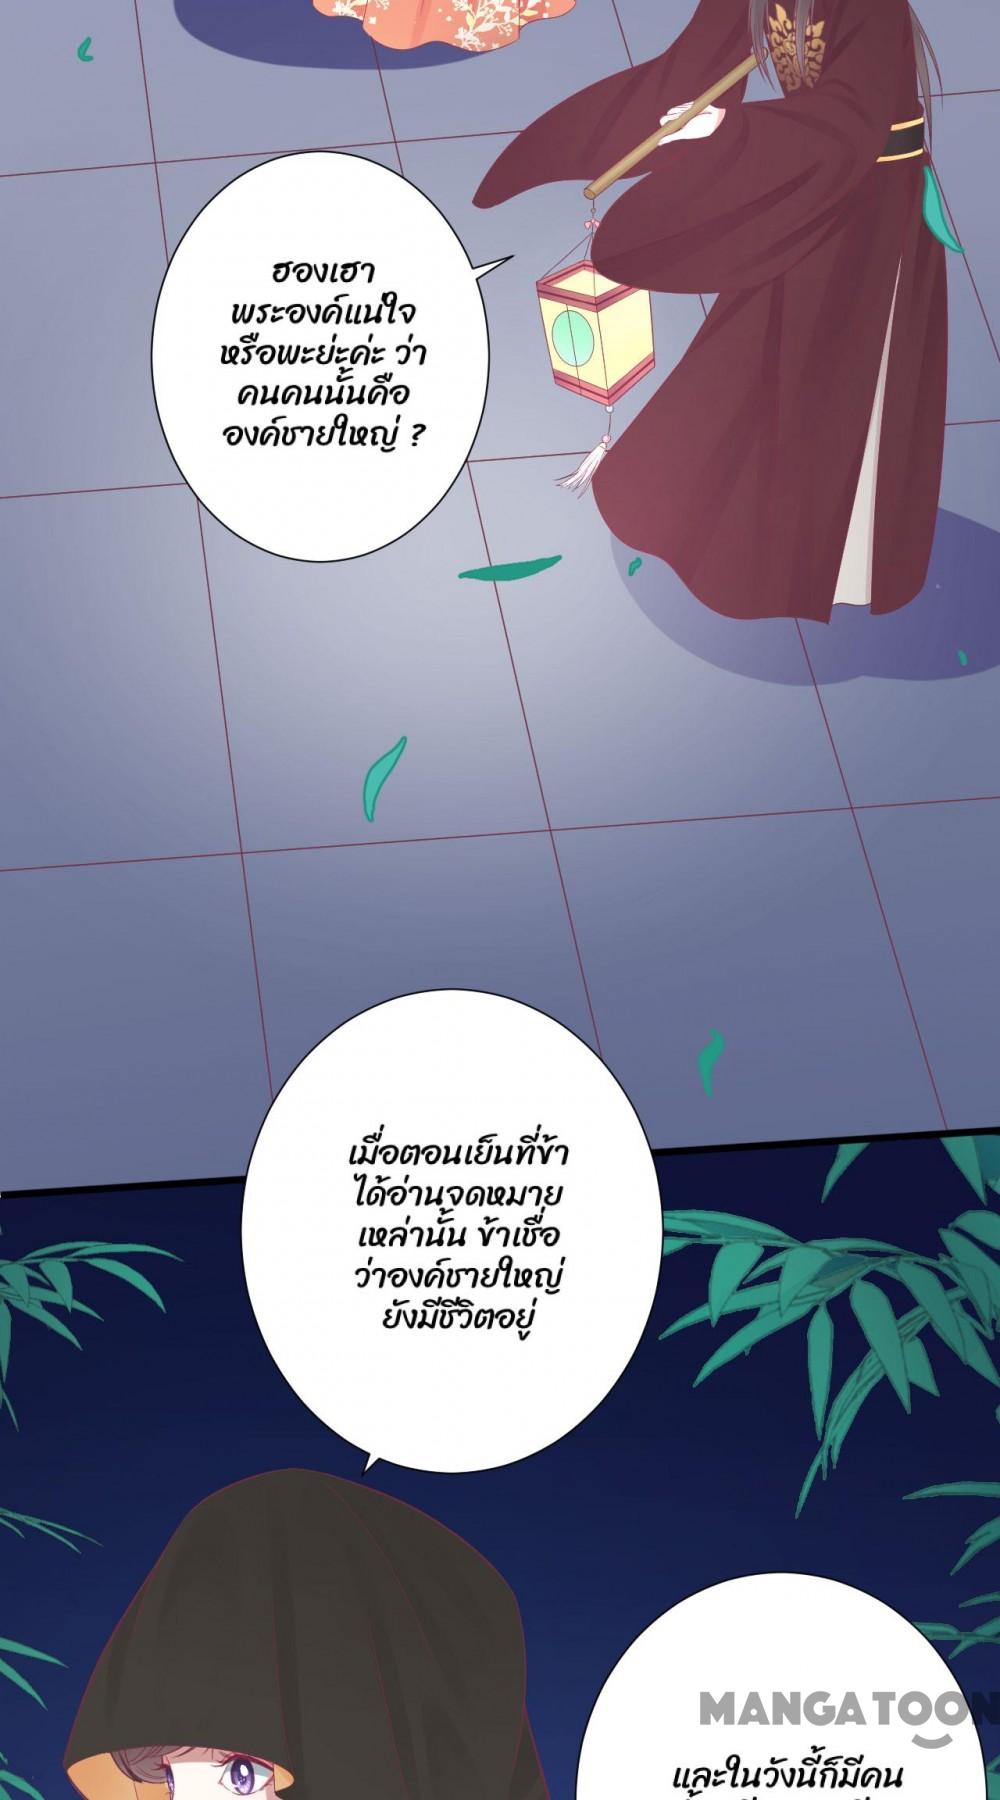 ฮองเฮา
พระองค์แน่ใจ
หรือพะย่ะค่ะ ว่า
คนคนนั้นคือ
องค์ชายใหญ่ ?
เมื่อตอนเย็นที่ข้า
ได้อ่านจดหมาย
เหล่านั้น ข้าเชื่อ
ว่าองค์ชายใหญ่
ยังมีชีวิตอยู่
MANGATOON
และในวังนี้ก็มีคน